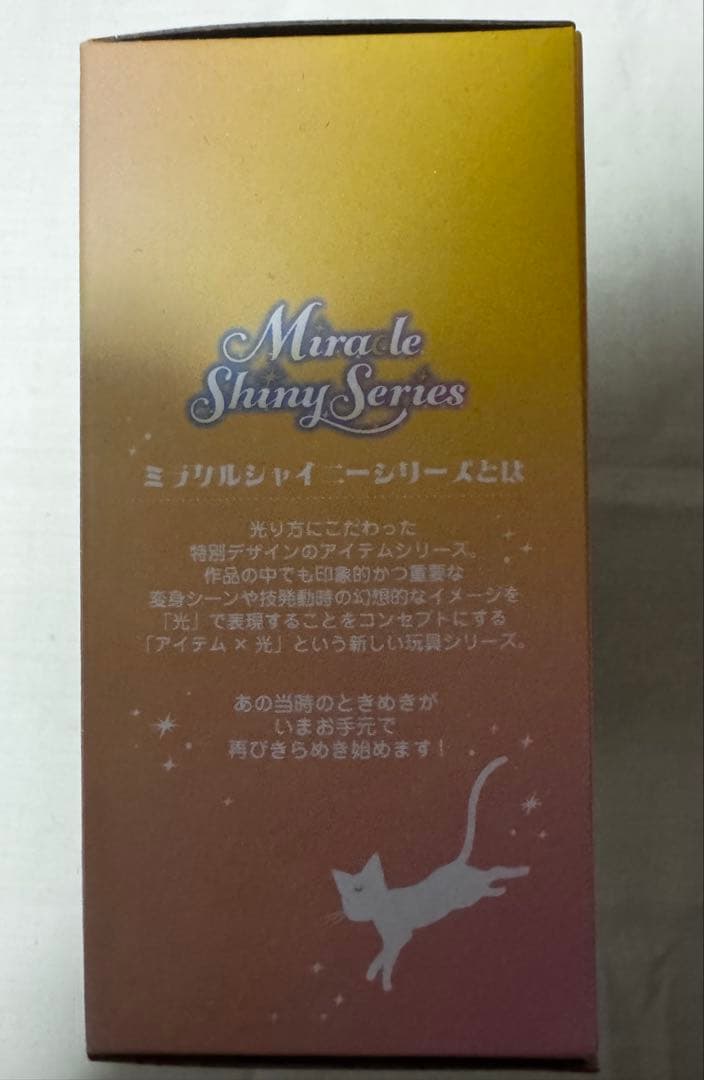 Miracle
Shiny Series
ミラクルシャイニーシリーズとは
光り方にこだわった
特別デザインのアイテムシリーズ。
作品の中でも印象的かつ重要な
変身シーンや技発動時の幻想的なイメージを
「光」で表現することをコンセプトにする
「アイテム × 光」という新しい玩具シリーズ。
あの当時のときめきが
いまお手元で
再びきらめき始めます!